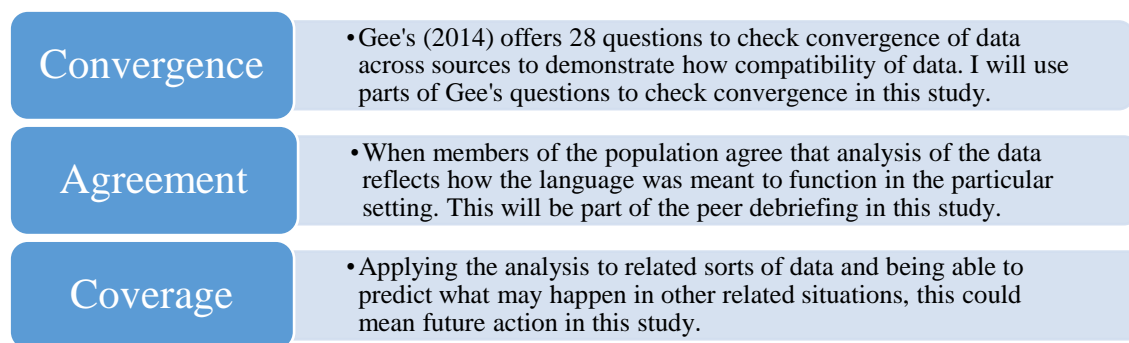 Convergence
•Gee's (2014) offers 28 questions to check convergence of data
across sources to demonstrate how compatibility of data. I will use
parts of Gee's questions to check convergence in this study.
Agreement
•When members of the population agree that analysis of the data
reflects how the language was meant to function in the particular
setting. This will be part of the peer debriefing in this study.
Coverage
•Applying the analysis to related sorts of data and being able to
predict what may happen in other related situations, this could
mean future action in this study.